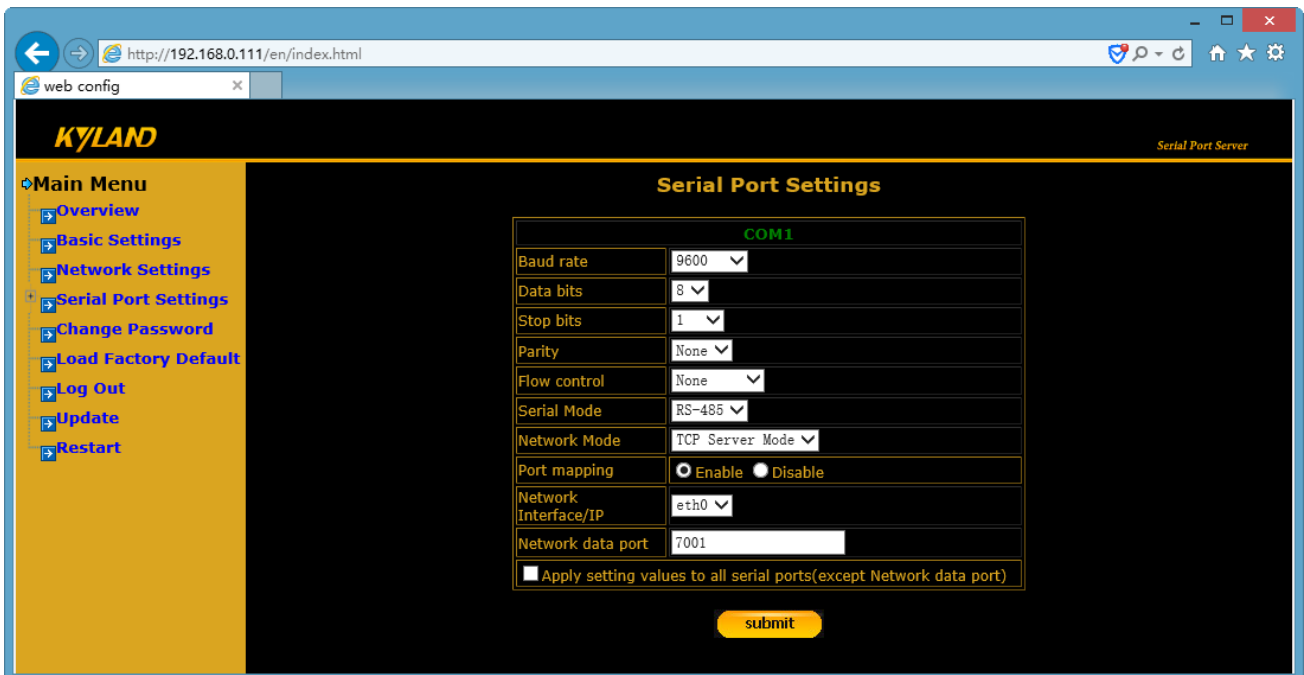 http://192.168.0.111/en/index.html
web config
KYLAND
Serial Port Server
Main Menu
Overview
Basic Settings
Network Settings
Serial Port Settings
Change Password
Load Factory Default
Log Out
Update
Restart
Serial Port Settings
COM1
Baud rate 9600
Data bits 8
Stop bits 1
Parity None
Flow control None
Serial Mode RS-485
Network Mode TCP Server Mode
Port mapping Enable Disable
Network
Interface/IP eth0
Network data port 7001
Apply setting values to all serial ports(except Network data port)
submit